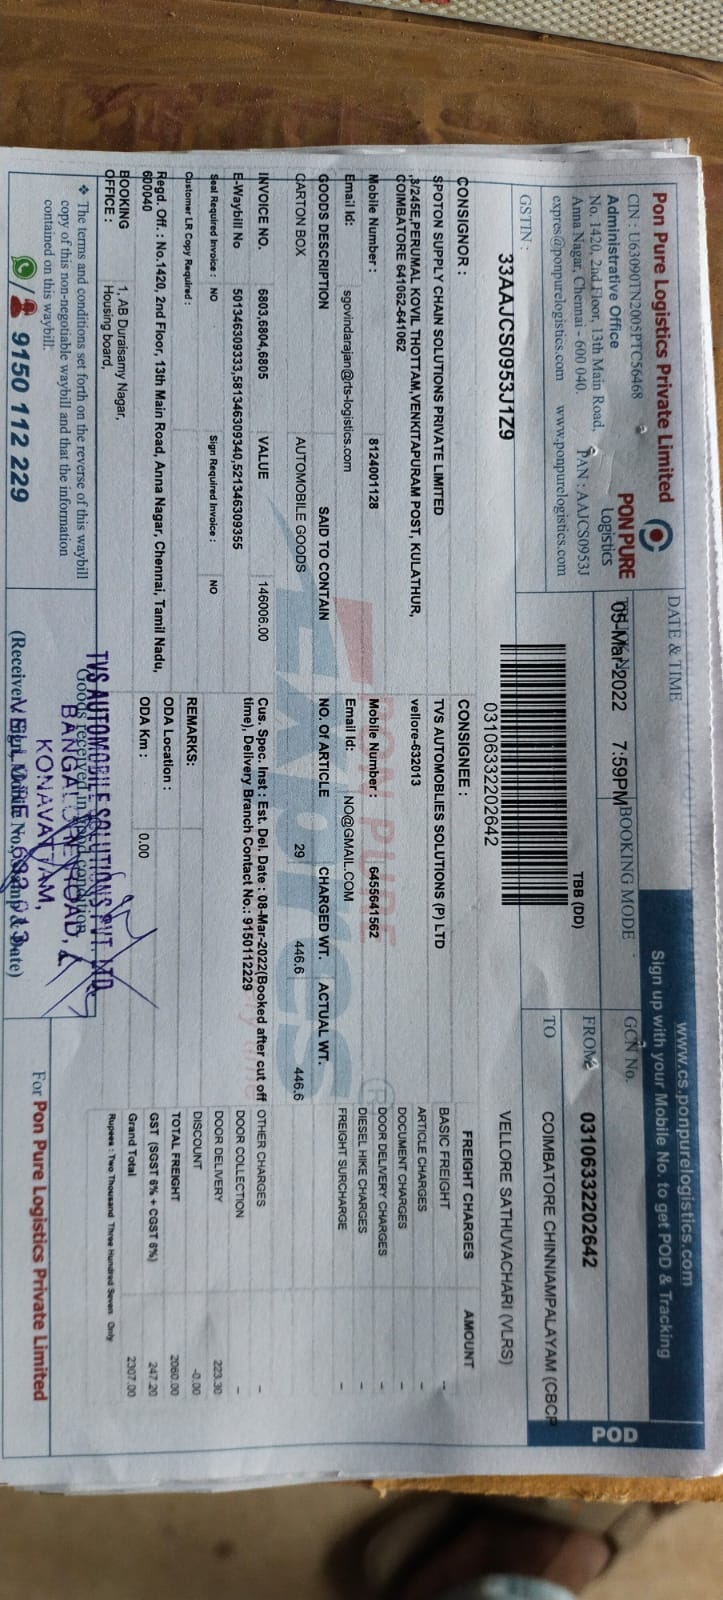 Pon Pure Logistics Private Limited
CIN : U63090TN2005PTC56468
Administrative Office
No. 1420, 2nd Floor, 13th Main Road,
Anna Nagar, Chennai - 600 040.
PAN : AAJCS0953J
expres@ponpurelogistics.com www.ponpurelogistics.com
PON PURE
Logistics
DATE & TIME
05-Mar-2022 7:59PM
BOOKING MODE
TBB (DD)
www.cs.ponpurelogistics.com
Sign up with your Mobile No. to get POD & Tracking
GCN No.
03106332202642
FROM
COIMBATORE CHINNIAMPALAYAM (CBCP
TO
VELLORE SATHUVACHARI (VLRS)
POD
GSTIN :
33AAJCS0953J1Z9
03106332202642
CONSIGNOR :
SPOTON SUPPLY CHAIN SOLUTIONS PRIVATE LIMITED
,3/245E,PERUMAL KOVIL THOTTAM,VENKITAPURAM POST, KULATHUR,
COIMBATORE 641062-641062
Mobile Number : 8124001128
Email Id: sgovindarajan@rts-logistics.com
CONSIGNEE :
TVS AUTOMOBLIES SOLUTIONS (P) LTD
vellore-632013
Mobile Number : 6455641562
Email Id: NO@GMAIL.COM
FREIGHT CHARGES AMOUNT
BASIC FREIGHT --
ARTICLE CHARGES -
DOCUMENT CHARGES -
DOOR DELIVERY CHARGES -
DIESEL HIKE CHARGES -
FREIGHT SURCHARGE -
OTHER CHARGES -
DOOR COLLECTION -
DOOR DELIVERY 223.30
DISCOUNT -0.00
TOTAL FREIGHT 2060.00
GST (SGST 6% + CGST 6%) 247.20
Grand Total 2307.00
Rupees : Two Thousand Three Hundred Seven Only
GOODS DESCRIPTION SAID TO CONTAIN NO. OF ARTICLE CHARGED WT. ACTUAL WT.
CARTON BOX AUTOMOBILE GOODS 29 446.6 446.6
INVOICE NO. 6803,6804,6805 VALUE 146006.00
E-Waybill No 501346309333,581346309340,521346309355
Cus. Spec. Inst : Est. Del. Date : 08-Mar-2022(Booked after cut off
time), Delivery Branch Contact No.: 9150112229
Seal Required Invoice : NO Sign Required Invoice : NO
Customer LR Copy Required :
REMARKS:
Regd. Off. : No.1420, 2nd Floor, 13th Main Road, Anna Nagar, Chennai, Tamil Nadu,
600040
ODA Location :
ODA Km : 0.00
BOOKING
OFFICE :
1, AB Duraisamy Nagar,
Housing board,
PON PURE
Express
❖ The terms and conditions set forth on the reverse of this waybill
copy of this non-negotiable waybill and that the information
contained on this waybill.
9150 112 229
TVS AUTOMOBILE SOLUTIONS PVT. LTD.
KONAVATTAM,
For Pon Pure Logistics Private Limited